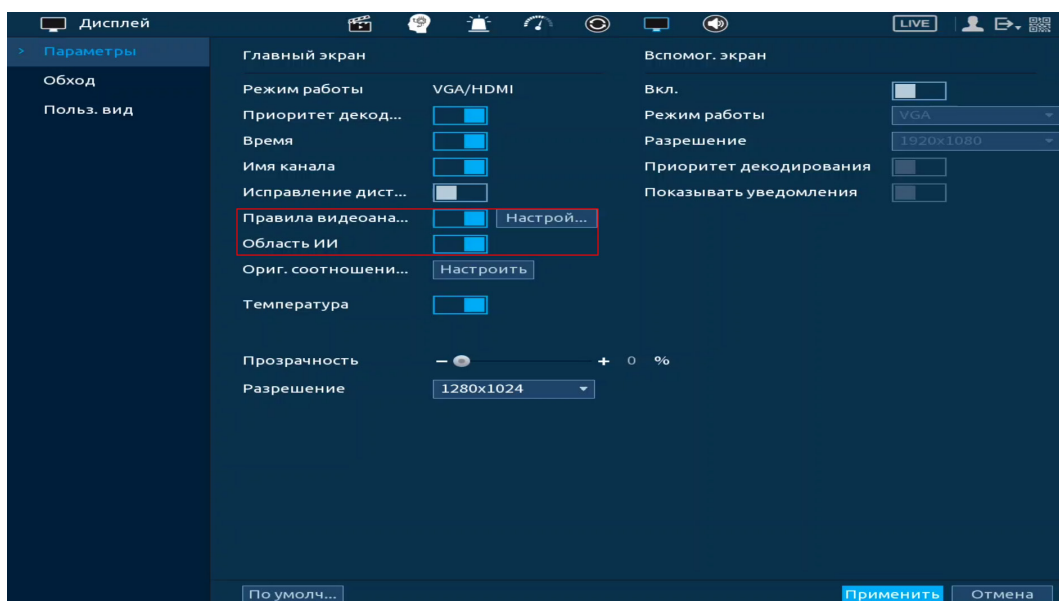 Дисплей
LIVE
Параметры
Обход
Польз. вид
Главный экран
Режим работы VGA/HDMI
Приоритет декод...
Время
Имя канала
Исправление дист...
Правила видеоана... Настрой...
Область ИИ
Ориг. соотношени... Настроить
Температура
Прозрачность − + 0 %
Разрешение 1280x1024
Вспомог. экран
Вкл.
Режим работы VGA
Разрешение 1920x1080
Приоритет декодирования
Показывать уведомления
По умолч... Применить Отмена